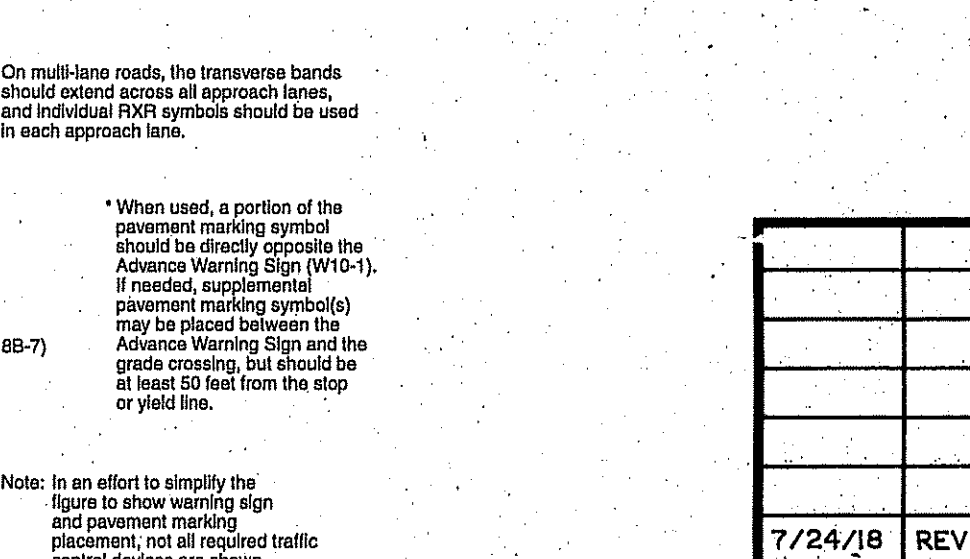 On multi-lane roads, the transverse bands
should extend across all approach lanes,
and individual RXR symbols should be used
in each approach lane.
* When used, a portion of the
pavement marking symbol
should be directly opposite the
Advance Warning Sign (W10-1).
If needed, supplemental
pavement marking symbol(s)
may be placed between the
8B-7) Advance Warning Sign and the
grade crossing, but should be
at least 50 feet from the stop
or yield line.
Note: In an effort to simplify the
figure to show warning sign
and pavement marking
placement, not all required traffic
control devices are shown
7/24/18 REV